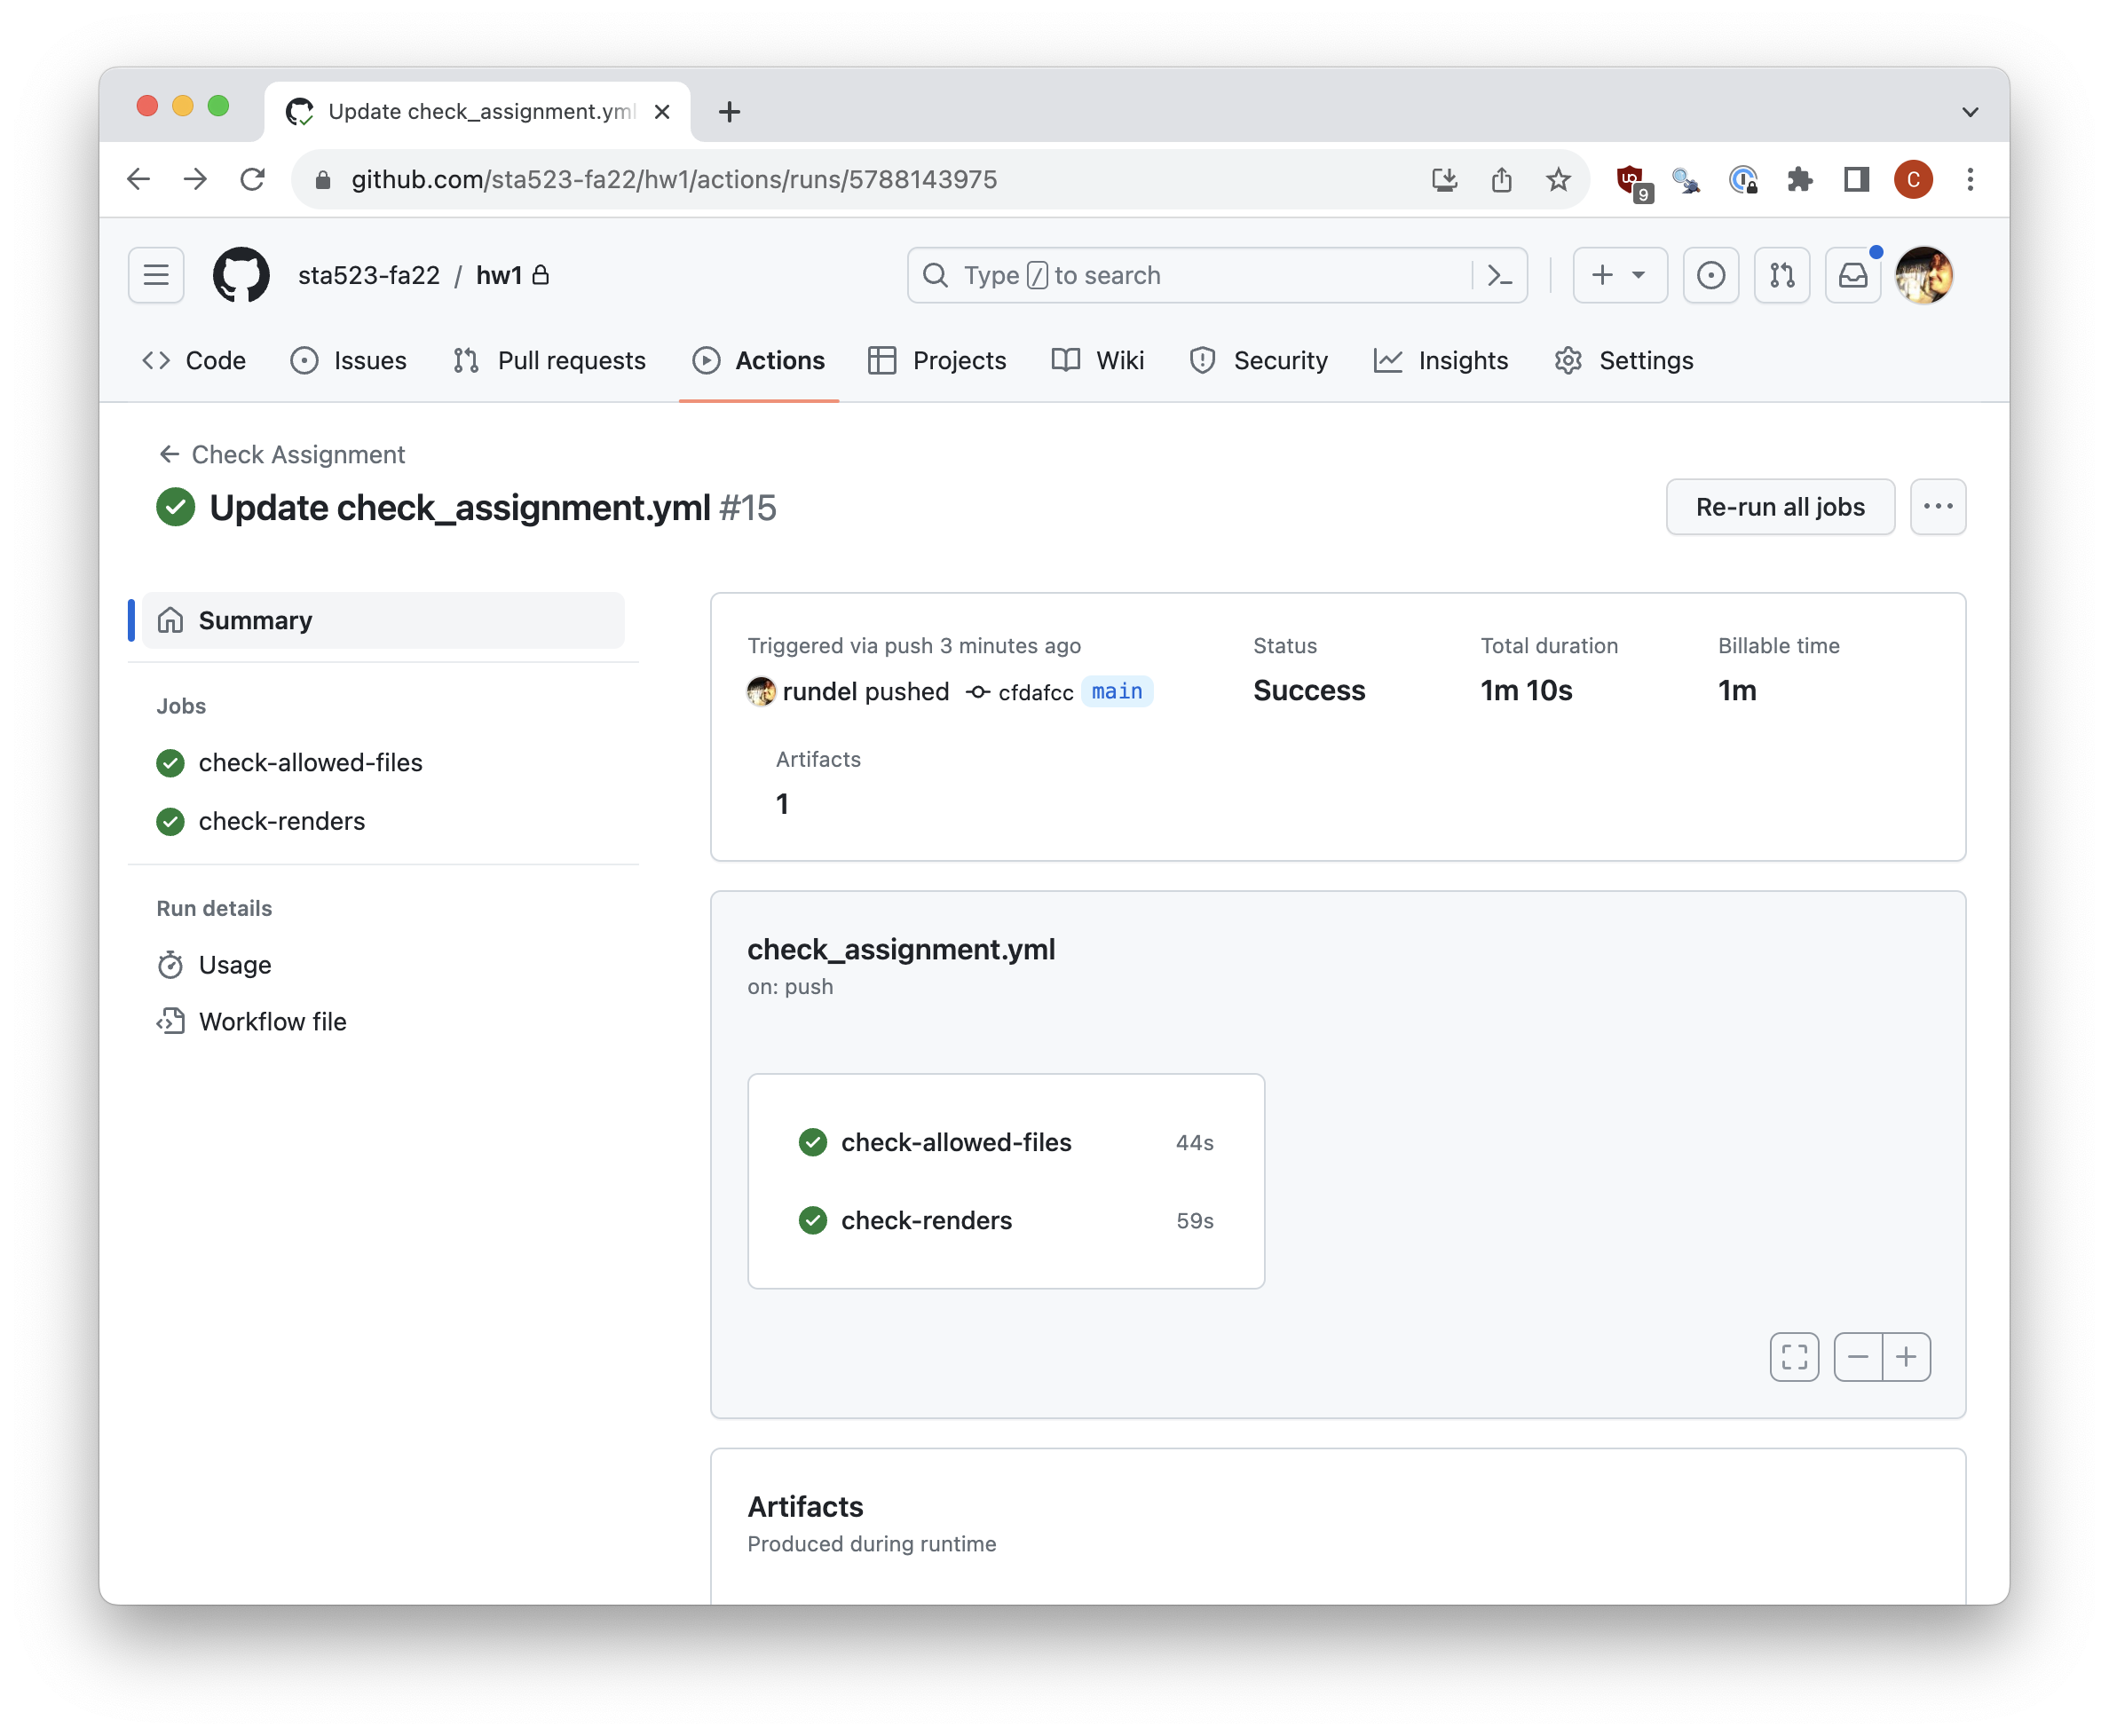 Update check_assignment.yml
github.com/sta523-fa22/hw1/actions/runs/5788143975
9
C
sta523-fa22 / hw1
Type / to search
Code
Issues
Pull requests
Actions
Projects
Wiki
Security
Insights
Settings
Check Assignment
Update check_assignment.yml #15
Re-run all jobs
Summary
Jobs
check-allowed-files
check-renders
Run details
Usage
Workflow file
Triggered via push 3 minutes ago
rundel pushed cfdafcc main
Status
Success
Total duration
1m 10s
Billable time
1m
Artifacts
1
check_assignment.yml
on: push
check-allowed-files 44s
check-renders 59s
Artifacts
Produced during runtime